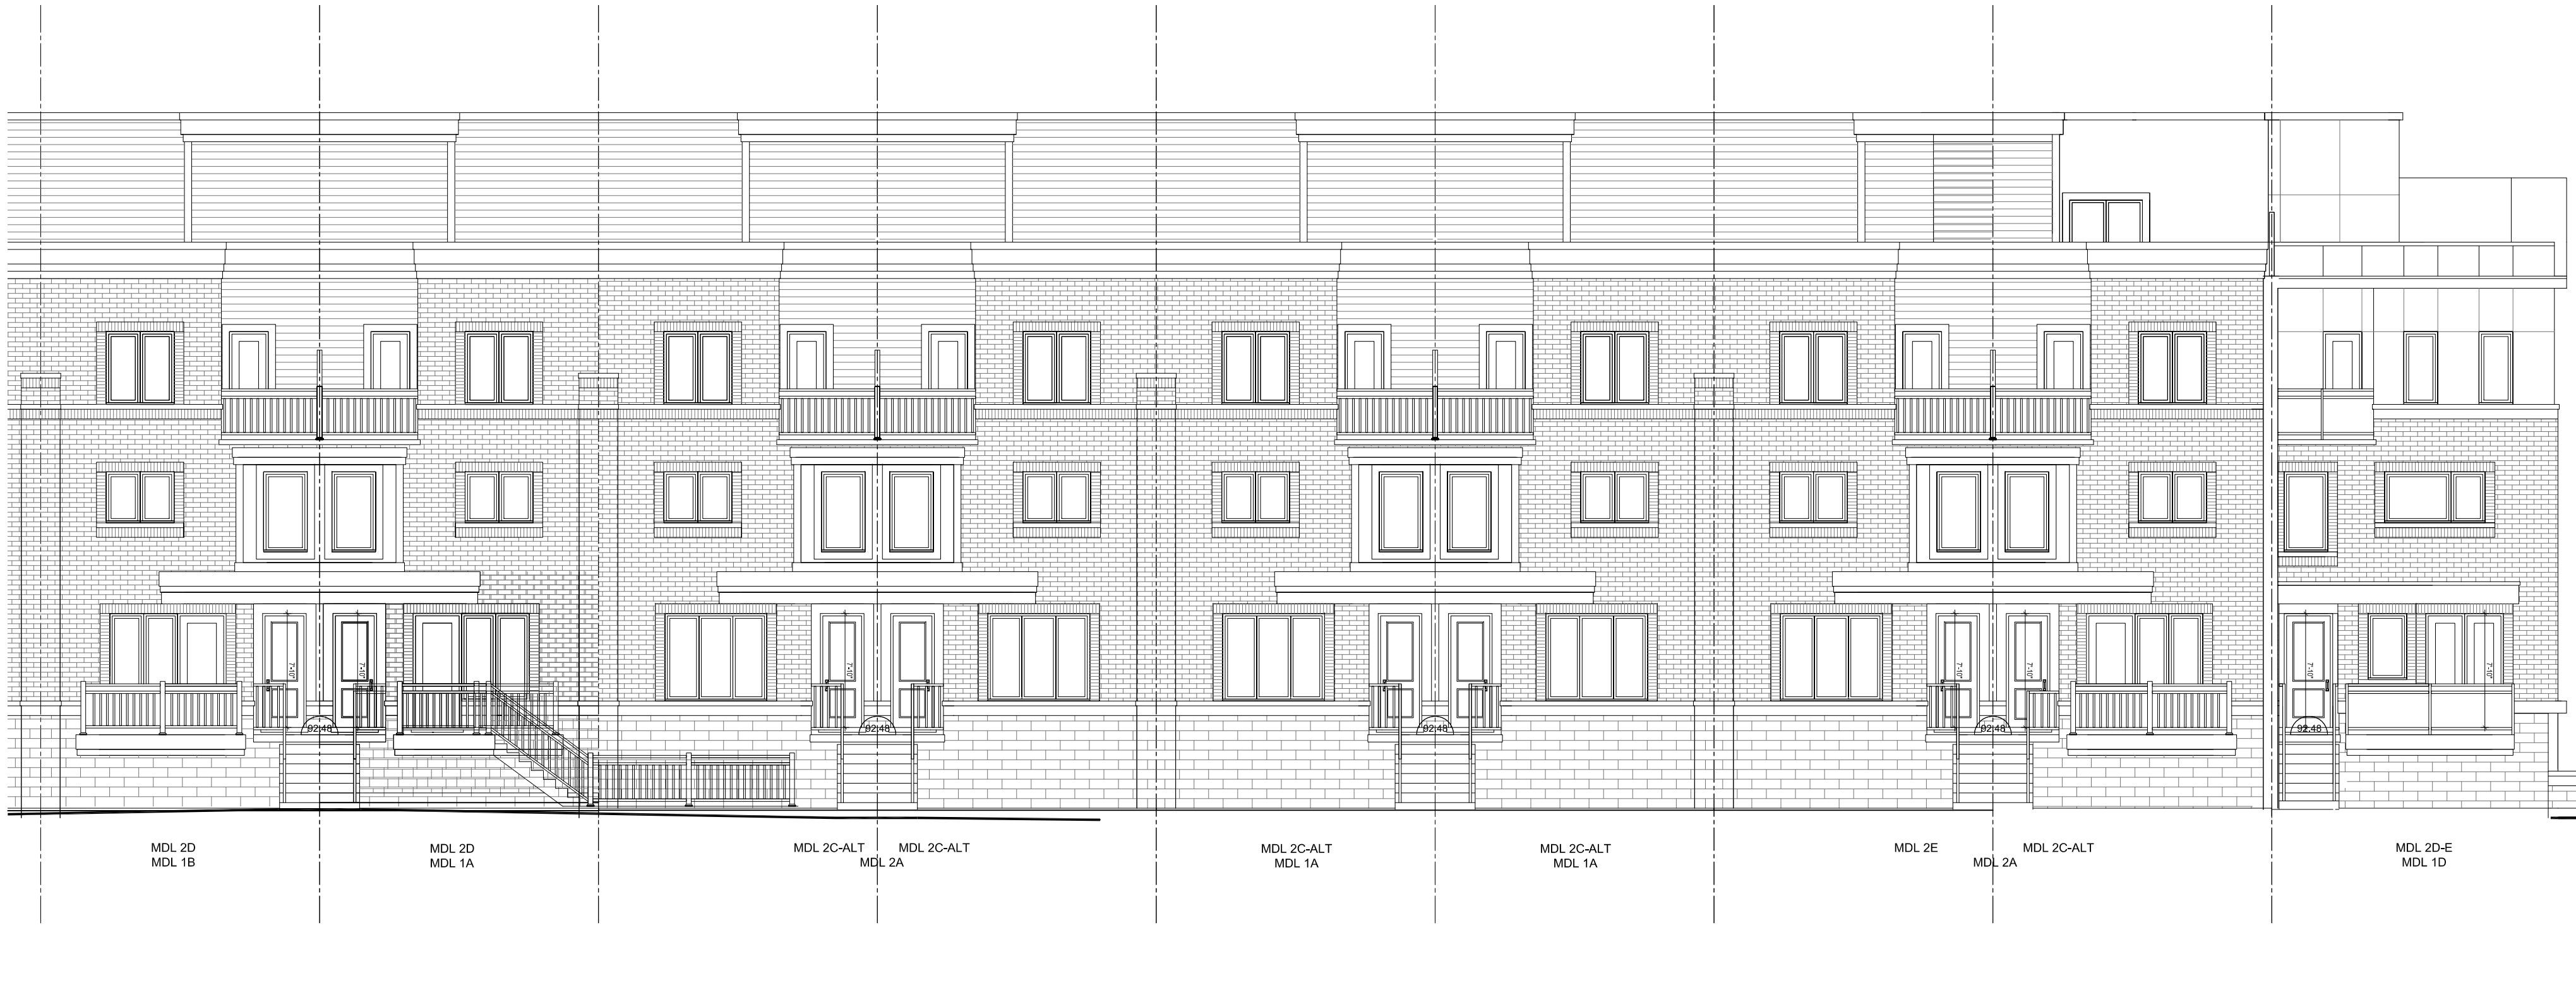 7'-10"
7'-10"
7'-10"
7'-10"
7'-10"
7'-10"
7'-10"
92.48
92.48
92.48
92.48
92.48
MDL 2D
MDL 1B
MDL 2D
MDL 1A
MDL 2C-ALT MDL 2C-ALT
MDL 2A
MDL 2C-ALT
MDL 1A
MDL 2C-ALT
MDL 1A
MDL 2E MDL 2C-ALT
MDL 2A
MDL 2D-E
MDL 1D